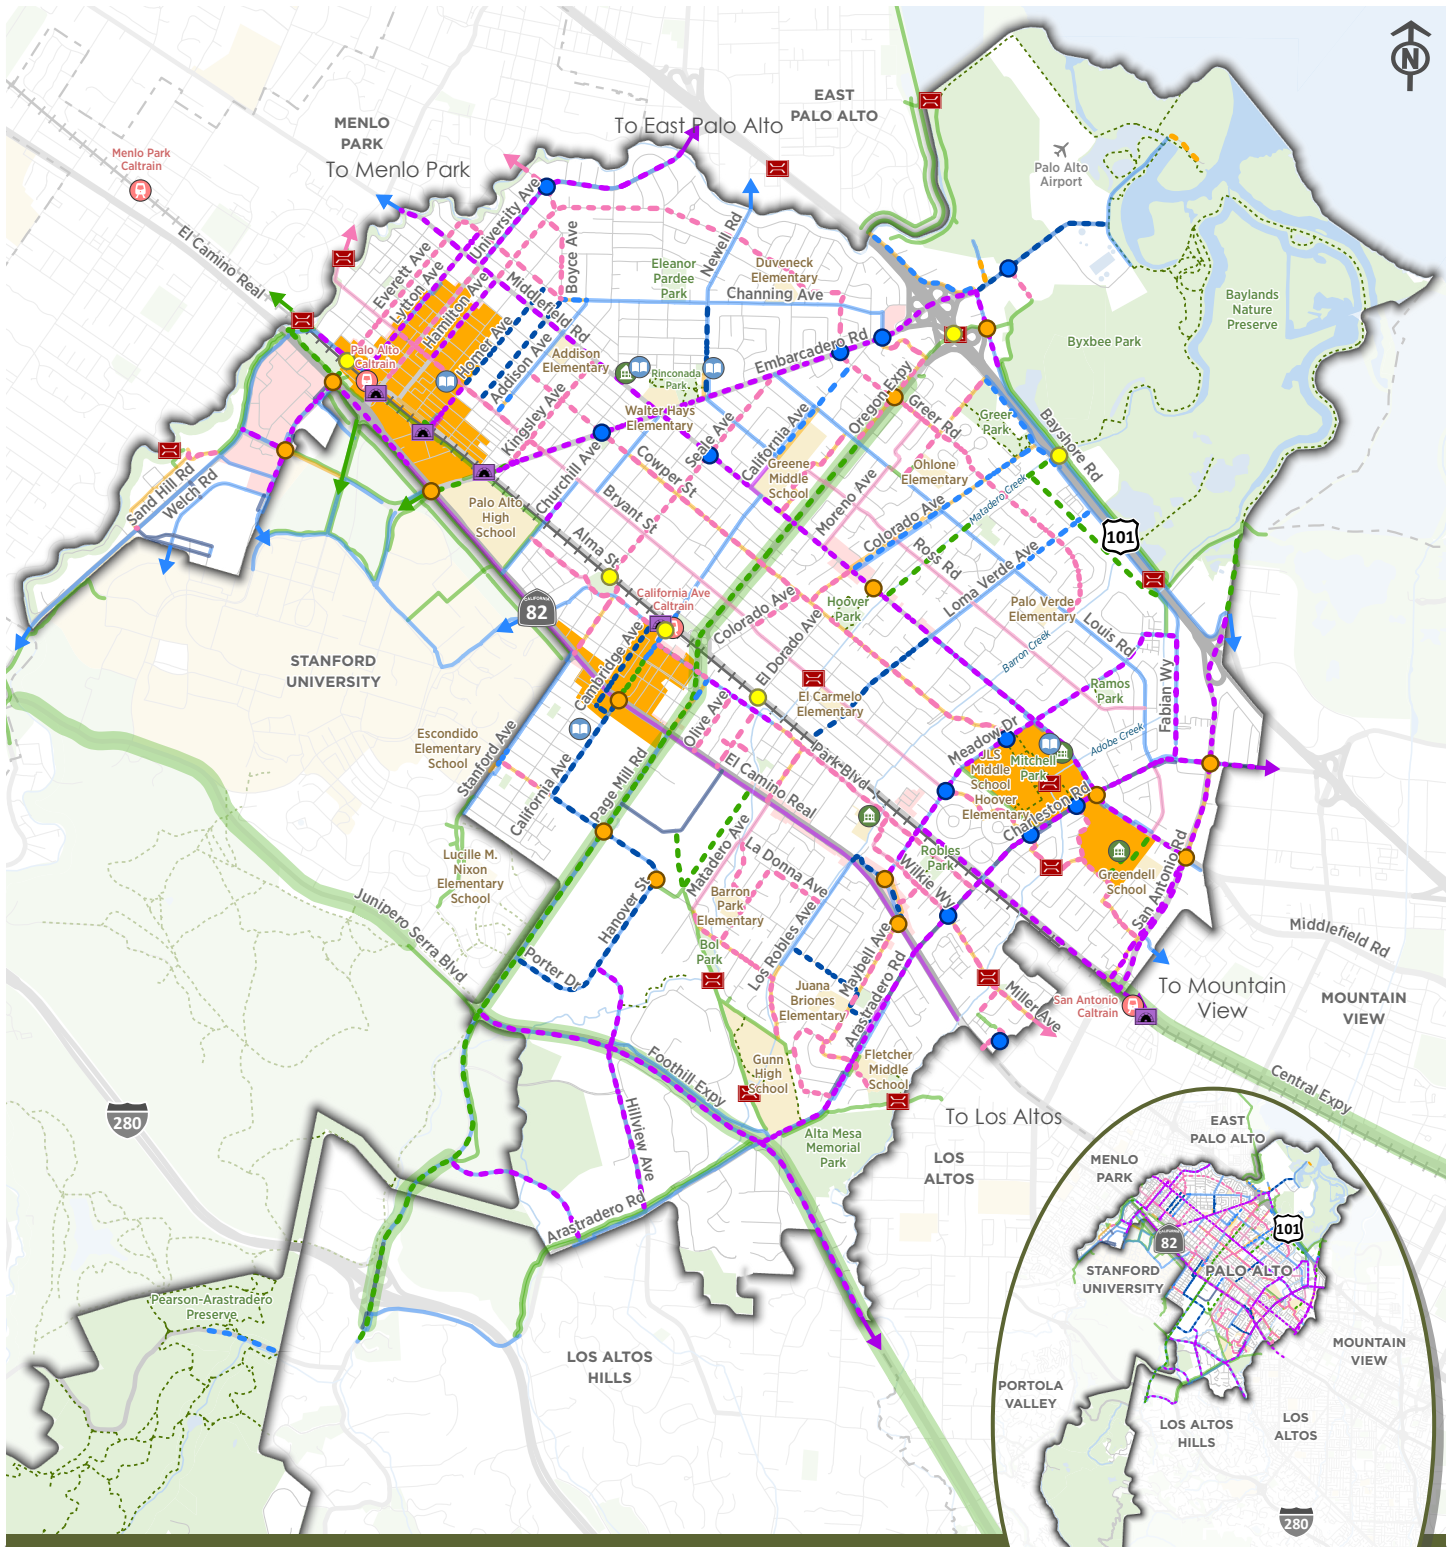 N
EAST
PALO ALTO
To East Palo Alto
MENLO
PARK
To Menlo Park
Menlo Park
Caltrain
Palo Alto
Airport
El Camino Real
University Ave
Everett Ave
Lytton Ave
Hamilton Ave
Middlefield Rd
Boyce Ave
Newell Rd
Eleanor
Pardee
Park
Duveneck
Elementary
Channing Ave
Baylands
Nature
Preserve
Byxbee Park
Palo Alto
Caltrain
Homer Ave
Addison Ave
Addison
Elementary
Rinconada
Park
Embarcadero Rd
Walter Hays
Elementary
Kingsley Ave
Oregon Expy
Greer Rd
Greer
Park
Bayshore Rd
Seale Ave
California Ave
Greene
Middle
School
Ohlone
Elementary
Matadero Creek
Churchill Ave
Cowper St
Bryant St
Moreno Ave
Colorado Ave
Ross Rd
Sand Hill Rd
Welch Rd
Palo Alto
High
School
Alma St
101
Loma Verde Ave
82
CALIFORNIA
California Ave
Caltrain
Colorado Ave
Hoover
Park
Palo Verde
Elementary
Louis Rd
Barron Creek
STANFORD
UNIVERSITY
Cambridge Ave
El Dorado Ave
El Carmelo
Elementary
Ramos
Park
Fabian Wy
Adobe Creek
Escondido
Elementary
School
Stanford Ave
Olive Ave
Meadow Dr
JLS
Middle
School
Hoover
Elementary
Mitchell
Park
California Ave
Page Mill Rd
El Camino Real
Park Blvd
Charleston Rd
Lucille M.
Nixon
Elementary
School
Matadero Ave
La Donna Ave
Robles
Park
Wilkie Wy
Greendell
School
San Antonio Rd
Junipero Serra Blvd
Hanover St
Barron
Park
Elementary
Bol
Park
Los Robles Ave
Maybell Ave
Arastradero Rd
Porter Dr
Juana
Briones
Elementary
Miller Ave
Middlefield Rd
To Mountain
View
MOUNTAIN
VIEW
San Antonio
Caltrain
Foothill Expy
Gunn
High
School
Fletcher
Middle
School
Central Expy
280
Hillview Ave
Alta Mesa
Memorial
Park
To Los Altos
LOS
ALTOS
Arastradero Rd
Pearson-Arastradero
Preserve
LOS ALTOS
HILLS
EAST
PALO ALTO
MENLO
PARK
101
82
CALIFORNIA
STANFORD
UNIVERSITY
PALO ALTO
MOUNTAIN
VIEW
PORTOLA
VALLEY
LOS ALTOS
HILLS
LOS
ALTOS
280